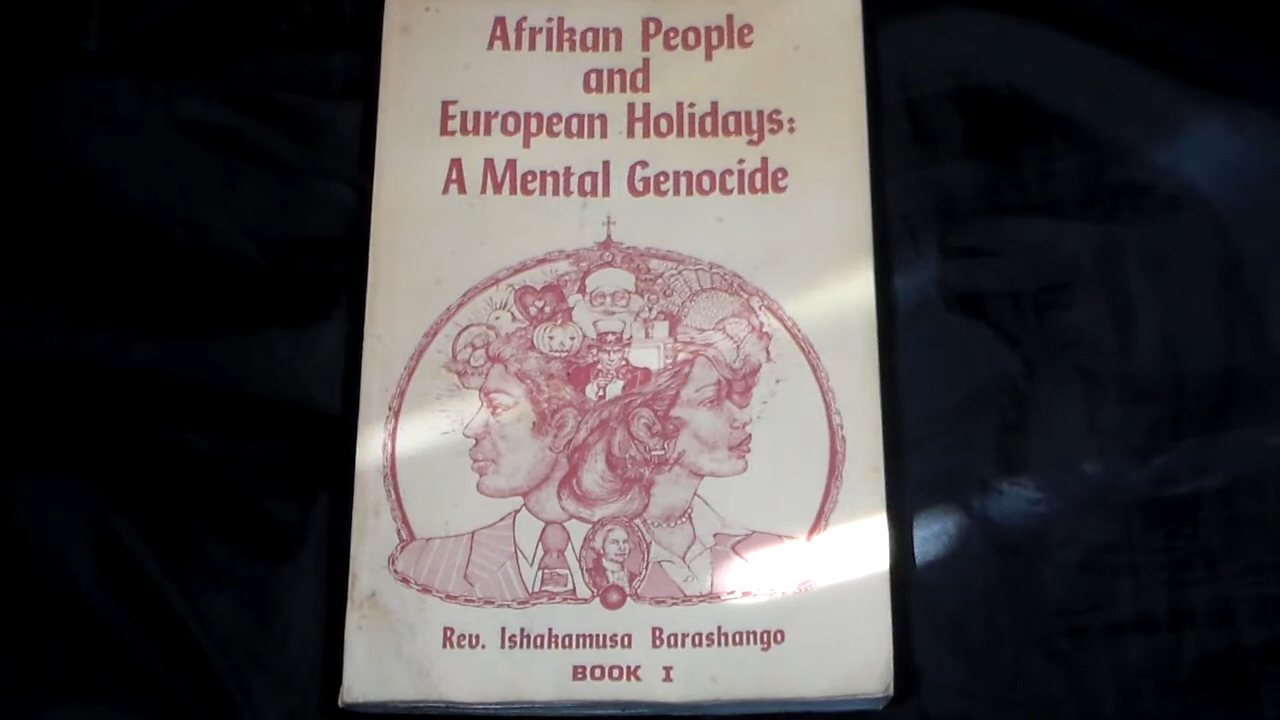 Afrikan People
and
European Holidays:
A Mental Genocide
Rev. Ishakamusa Barashango
BOOK I